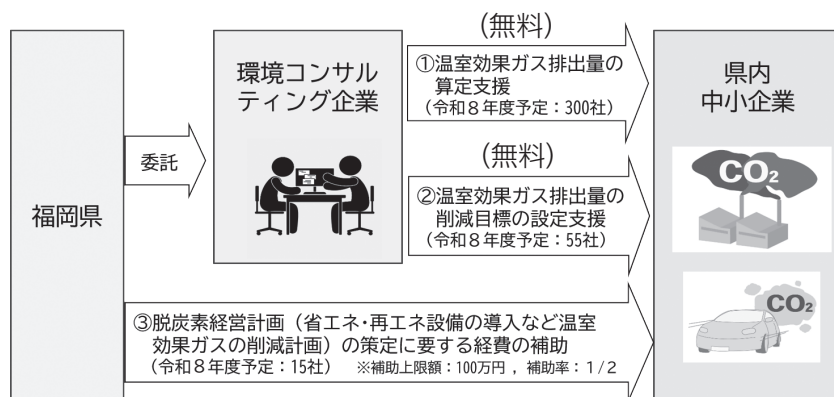 福岡県
委託
環境コンサル
ティング企業
(無料)
①温室効果ガス排出量の
算定支援
(令和8年度予定：300社)
(無料)
②温室効果ガス排出量の
削減目標の設定支援
(令和8年度予定：55社)
③脱炭素経営計画（省エネ・再エネ設備の導入など温室
効果ガスの削減計画）の策定に要する経費の補助
(令和8年度予定：15社)　※補助上限額：100万円，補助率：1/2
県内
中小企業
CO2
CO2